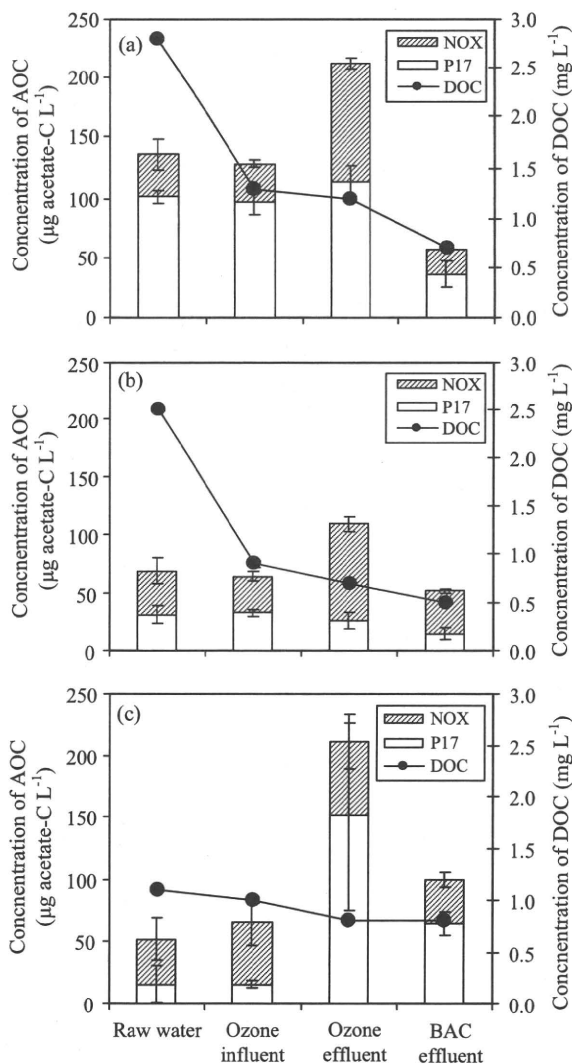 (a)
Concnentration of AOC
(µg acetate-C L⁻¹)
250
200
150
100
50
0
NOX
P17
DOC
3.0
2.5
2.0
1.5
1.0
0.5
0.0
Concnentration of DOC (mg L⁻¹)
(b)
Concnentration of AOC
(µg acetate-C L⁻¹)
250
200
150
100
50
0
NOX
P17
DOC
3.0
2.5
2.0
1.5
1.0
0.5
0.0
Concnentration of DOC (mg L⁻¹)
(c)
Concnentration of AOC
(µg acetate-C L⁻¹)
250
200
150
100
50
0
NOX
P17
DOC
3.0
2.5
2.0
1.5
1.0
0.5
0.0
Concnentration of DOC (mg L⁻¹)
Raw water
Ozone
influent
Ozone
effluent
BAC
effluent